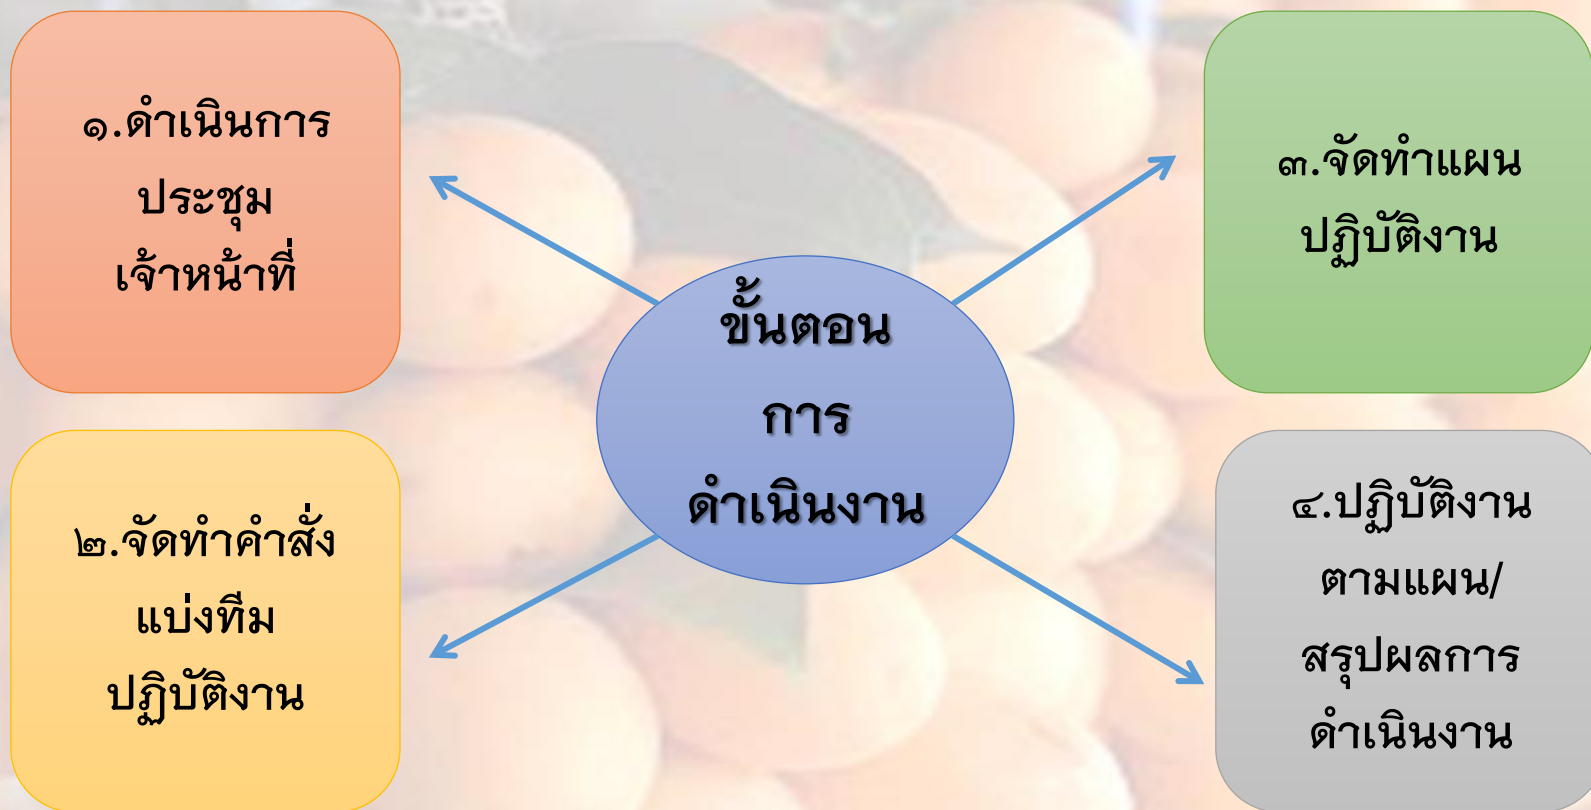 ๑.ดำเนินการ
ประชุม
เจ้าหน้าที่
๒.จัดทำคำสั่ง
แบ่งทีม
ปฏิบัติงาน
ขั้นตอน
การ
ดำเนินงาน
๓.จัดทำแผน
ปฏิบัติงาน
๔.ปฏิบัติงาน
ตามแผน/
สรุปผลการ
ดำเนินงาน